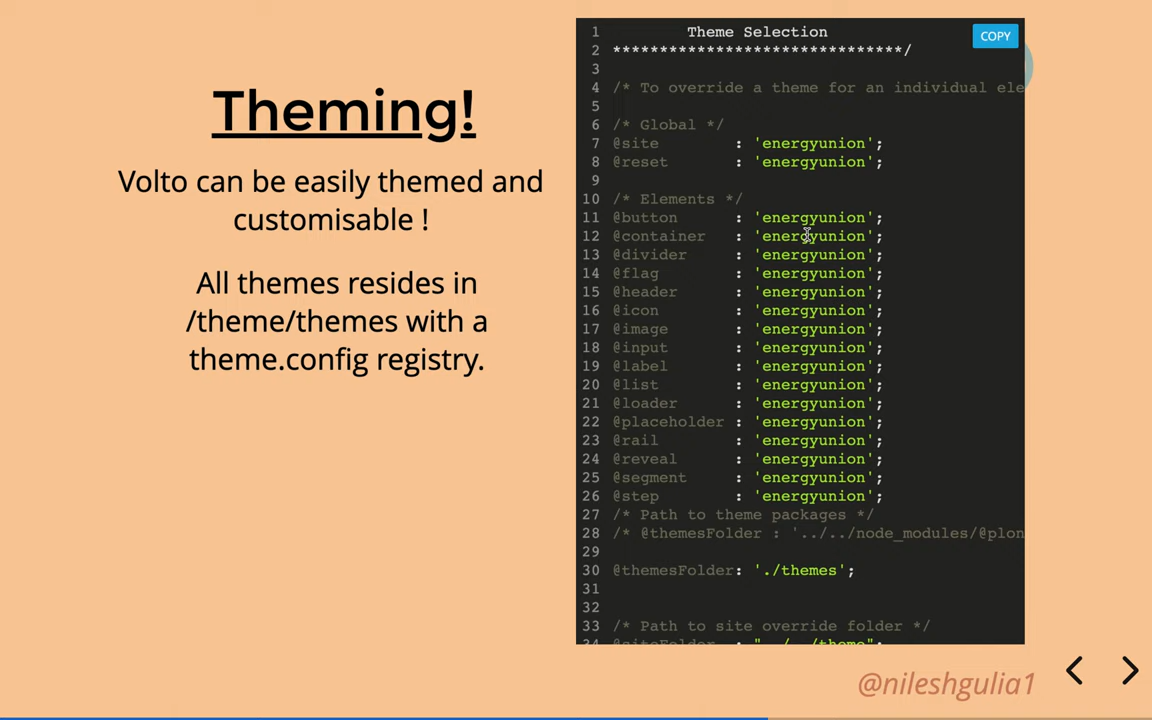 Theming!
Volto can be easily themed and
customisable !
All themes resides in
/theme/themes with a
theme.config registry.
COPY
1 Theme Selection
2 *******************************/
3
4 /* To override a theme for an individual ele
5
6 /* Global */
7 @site : 'energyunion';
8 @reset : 'energyunion';
9
10 /* Elements */
11 @button : 'energyunion';
12 @container : 'energyunion';
13 @divider : 'energyunion';
14 @flag : 'energyunion';
15 @header : 'energyunion';
16 @icon : 'energyunion';
17 @image : 'energyunion';
18 @input : 'energyunion';
19 @label : 'energyunion';
20 @list : 'energyunion';
21 @loader : 'energyunion';
22 @placeholder : 'energyunion';
23 @rail : 'energyunion';
24 @reveal : 'energyunion';
25 @segment : 'energyunion';
26 @step : 'energyunion';
27 /* Path to theme packages */
28 /* @themesFolder : '../../node_modules/@plon
29
30 @themesFolder: './themes';
31
32
33 /* Path to site override folder */
34 @siteFolder : "../../theme";
@nileshgulia1